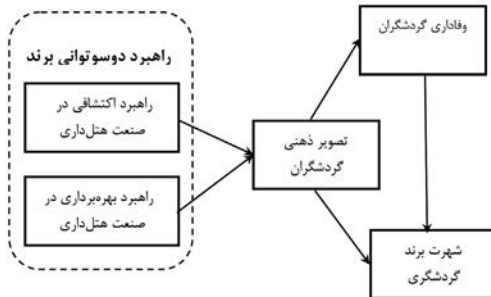 راهبرد دوسوتوانی برند
راهبرد اکتشافی در
صنعت هتل‌داری
راهبرد بهره‌برداری در
صنعت هتل‌داری
تصویر ذهنی
گردشگران
وفاداری گردشگران
شهرت برند
گردشگری